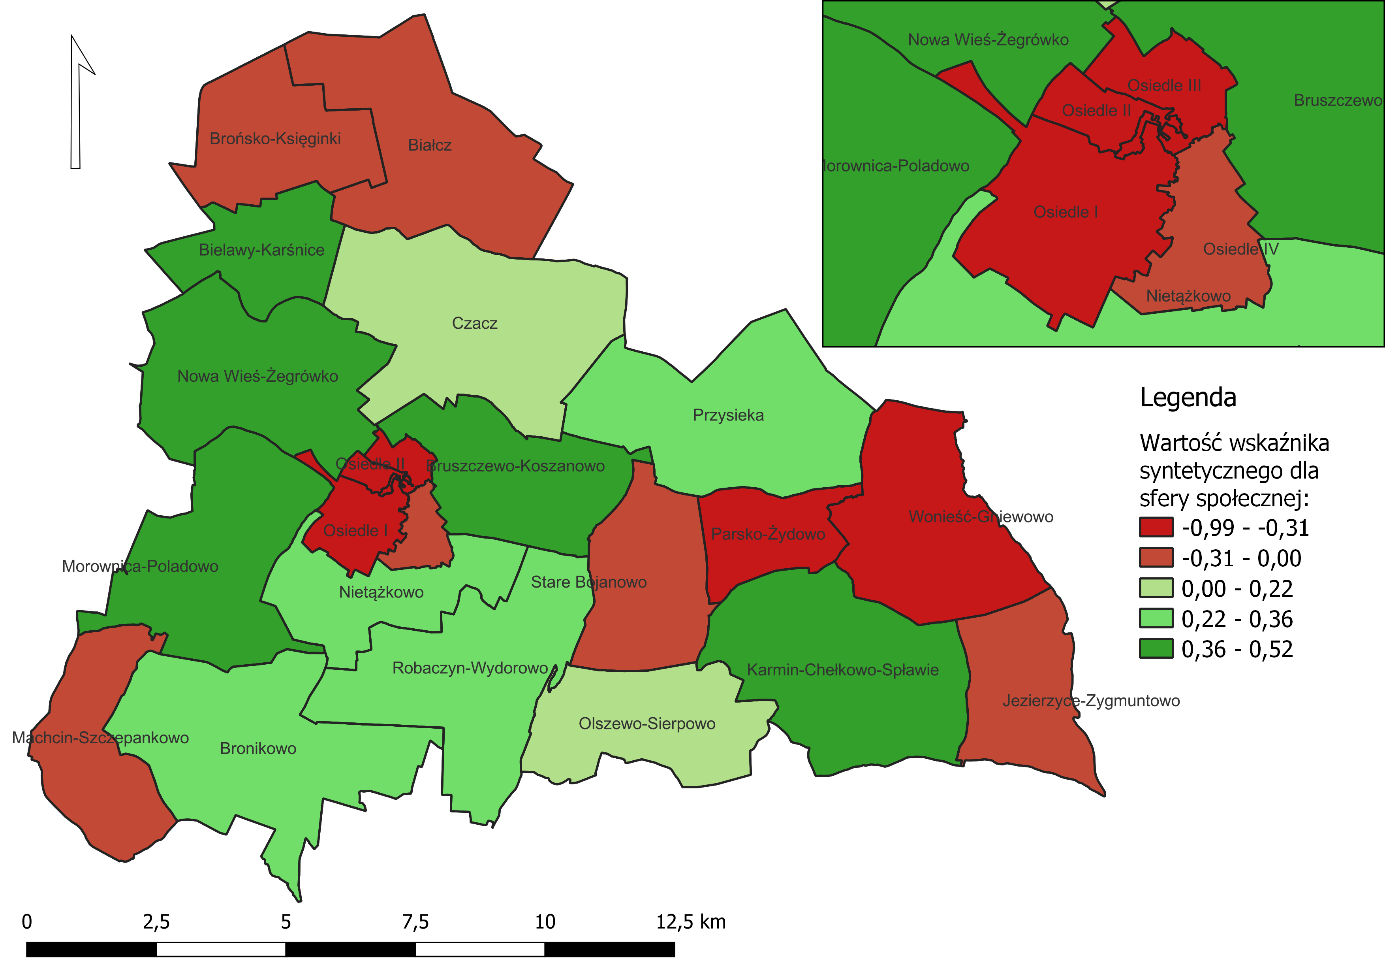 Brońsko-Księginki
Białcz
Bielawy-Karśnice
Czacz
Nowa Wieś-Żegrówko
Przysieka
Osiedle II
Bruszczewo-Koszanowo
Osiedle I
Parsko-Żydowo
Wonieść-Gniewowo
Morownica-Poladowo
Nietążkowo
Stare Bojanowo
Robaczyn-Wydorowo
Karmin-Chełkowo-Spławie
Jezierzyce-Zygmuntowo
Machcin-Szczepankowo
Bronikowo
Olszewo-Sierpowo
Nowa Wieś-Żegrówko
Osiedle III
Bruszczewo
Osiedle II
orownica-Poladowo
Osiedle I
Osiedle IV
Nietążkowo
Legenda
Wartość wskaźnika
syntetycznego dla
sfery społecznej:
-0,99 - -0,31
-0,31 - 0,00
0,00 - 0,22
0,22 - 0,36
0,36 - 0,52
0 2,5 5 7,5 10 12,5 km